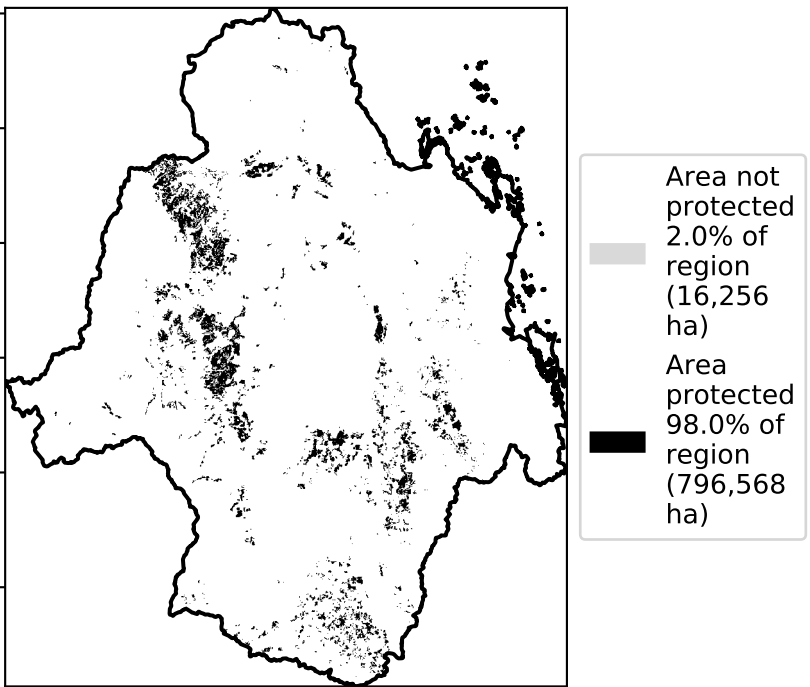 Area not
protected
2.0% of
region
(16,256
ha)
Area
protected
98.0% of
region
(796,568
ha)